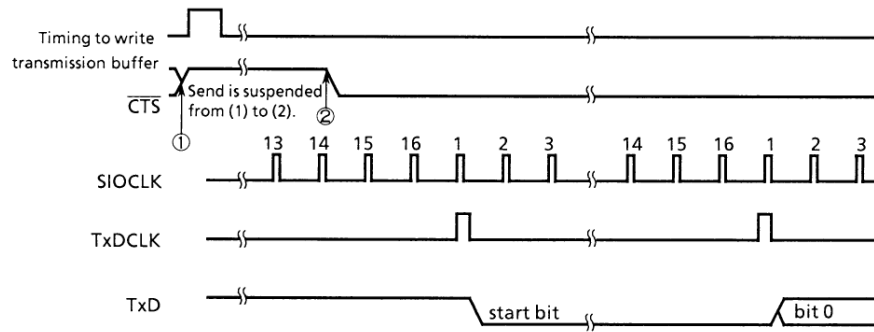 Timing to write
transmission buffer
CTS
Send is suspended
from (1) to (2).
① ②
13 14 15 16 1 2 3 14 15 16 1 2 3
SIOCLK
TxDCLK
TxD
start bit
bit 0